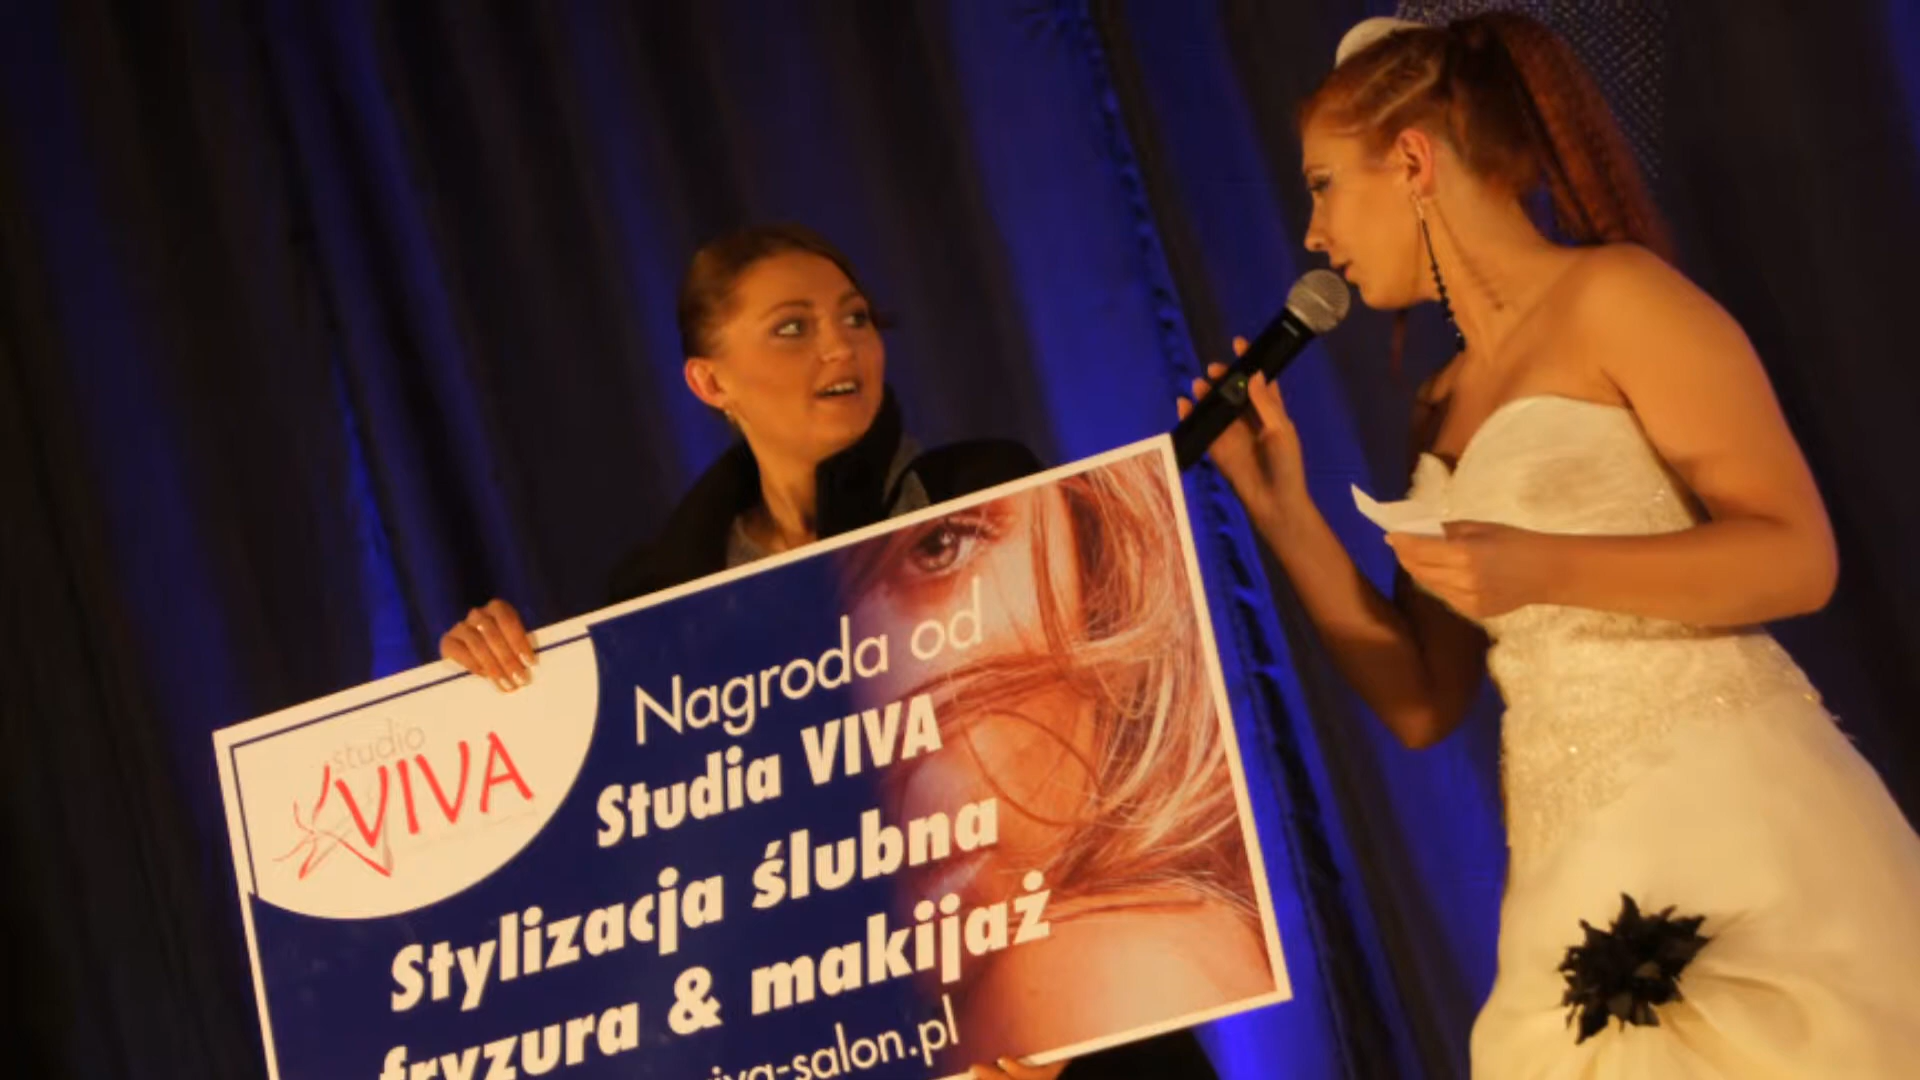 studio
VIVA
Nagroda od
Studia VIVA
Stylizacja ślubna
fryzura & makijaż
viva-salon.pl